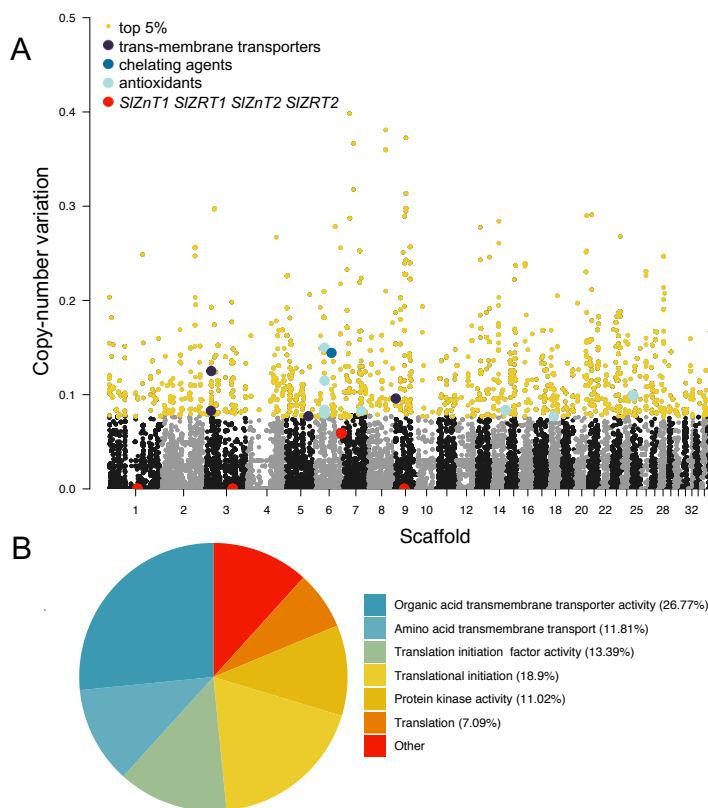 A
0.5
0.4
0.3
0.2
0.1
0.0
Copy-number variation
top 5%
trans-membrane transporters
chelating agents
antioxidants
SlZnT1 SlZRT1 SlZnT2 SlZRT2
1 2 3 4 5 6 7 8 9 10 12 14 16 18 20 22 25 28 32
Scaffold
B
Organic acid transmembrane transporter activity (26.77%)
Amino acid transmembrane transport (11.81%)
Translation initiation factor activity (13.39%)
Translational initiation (18.9%)
Protein kinase activity (11.02%)
Translation (7.09%)
Other